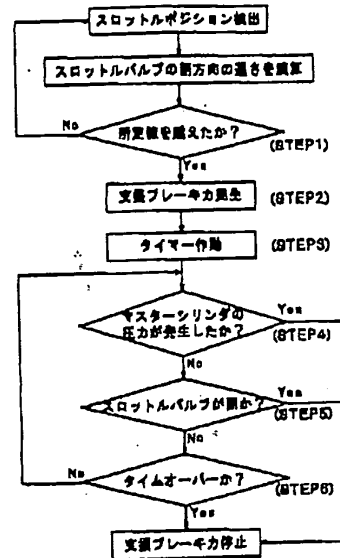 スロットルポジション検出
スロットルバルブの閉方向の速さを演算
No
所定値を越えたか?
(STEP1)
Yes
支援ブレーキ力発生
(STEP2)
タイマー作動
(STEP3)
マスターシリンダの
圧力が発生したか?
Yes
(STEP4)
No
スロットルバルブが開か?
Yes
(STEP5)
No
No
タイムオーバーか?
(STEP6)
Yes
支援ブレーキ力停止